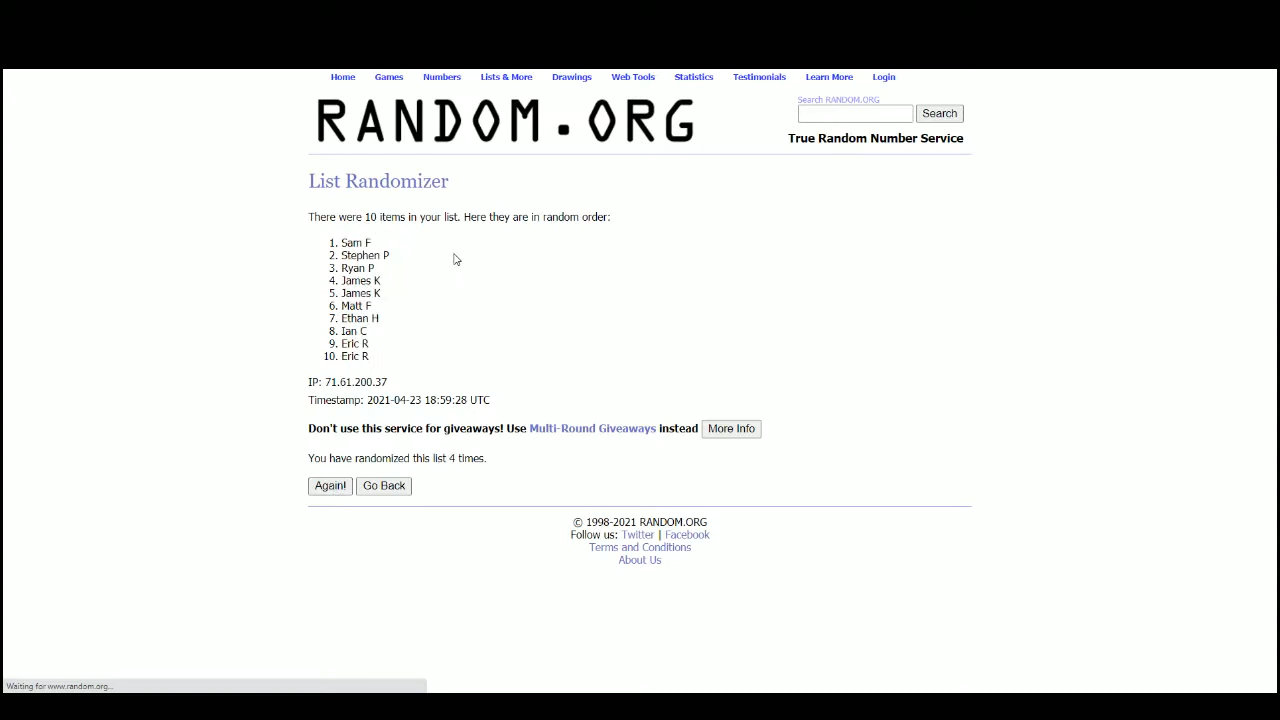 Home Games Numbers Lists & More Drawings Web Tools Statistics Testimonials Learn More Login
RANDOM.ORG
Search RANDOM.ORG
Search
True Random Number Service
List Randomizer
There were 10 items in your list. Here they are in random order:
1. Sam F
2. Stephen P
3. Ryan P
4. James K
5. James K
6. Matt F
7. Ethan H
8. Ian C
9. Eric R
10. Eric R
IP: 71.61.200.37
Timestamp: 2021-04-23 18:59:28 UTC
Don't use this service for giveaways! Use Multi-Round Giveaways instead More Info
You have randomized this list 4 times.
Again! Go Back
© 1998-2021 RANDOM.ORG
Follow us: Twitter | Facebook
Terms and Conditions
About Us
Waiting for www.random.org...